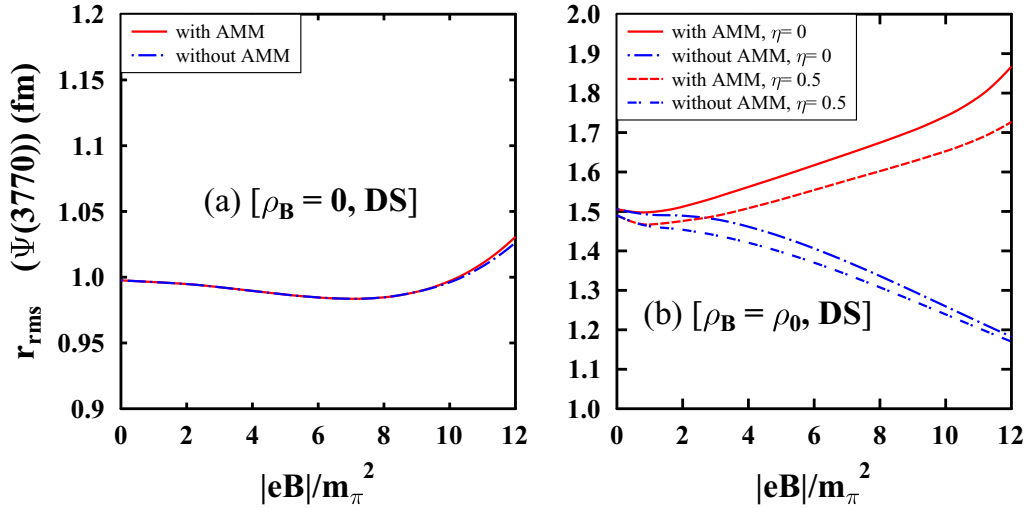 r_rms (Ψ(3770)) (fm)
1.2
1.15
1.1
1.05
1.0
0.95
0.9
with AMM
without AMM
(a) [ρ_B = 0, DS]
0 2 4 6 8 10 12
|eB|/m_π^2
2.0
1.9
1.8
1.7
1.6
1.5
1.4
1.3
1.2
1.1
1.0
with AMM, η= 0
without AMM, η= 0
with AMM, η= 0.5
without AMM, η= 0.5
(b) [ρ_B = ρ_0, DS]
0 2 4 6 8 10 12
|eB|/m_π^2